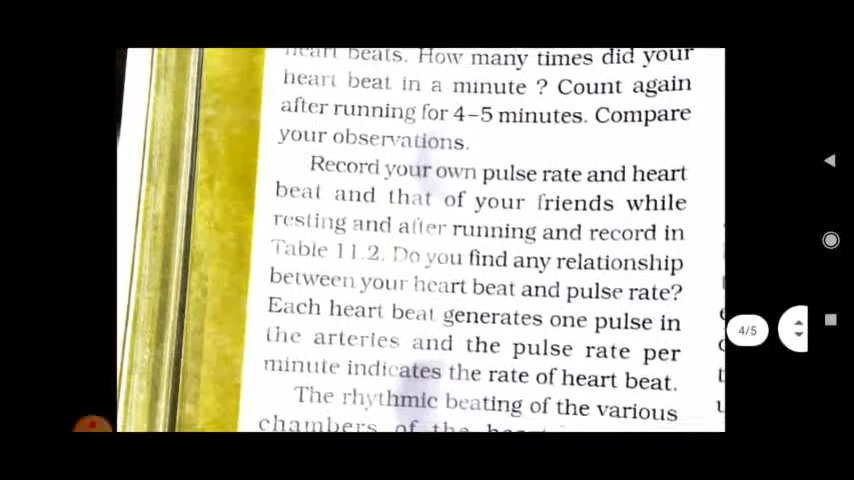 heart beats. How many times did your
heart beat in a minute ? Count again
after running for 4–5 minutes. Compare
your observations.
Record your own pulse rate and heart
beat and that of your friends while
resting and after running and record in
Table 11.2. Do you find any relationship
between your heart beat and pulse rate?
Each heart beat generates one pulse in
the arteries and the pulse rate per
minute indicates the rate of heart beat.
The rhythmic beating of the various
chambers of the
4/5